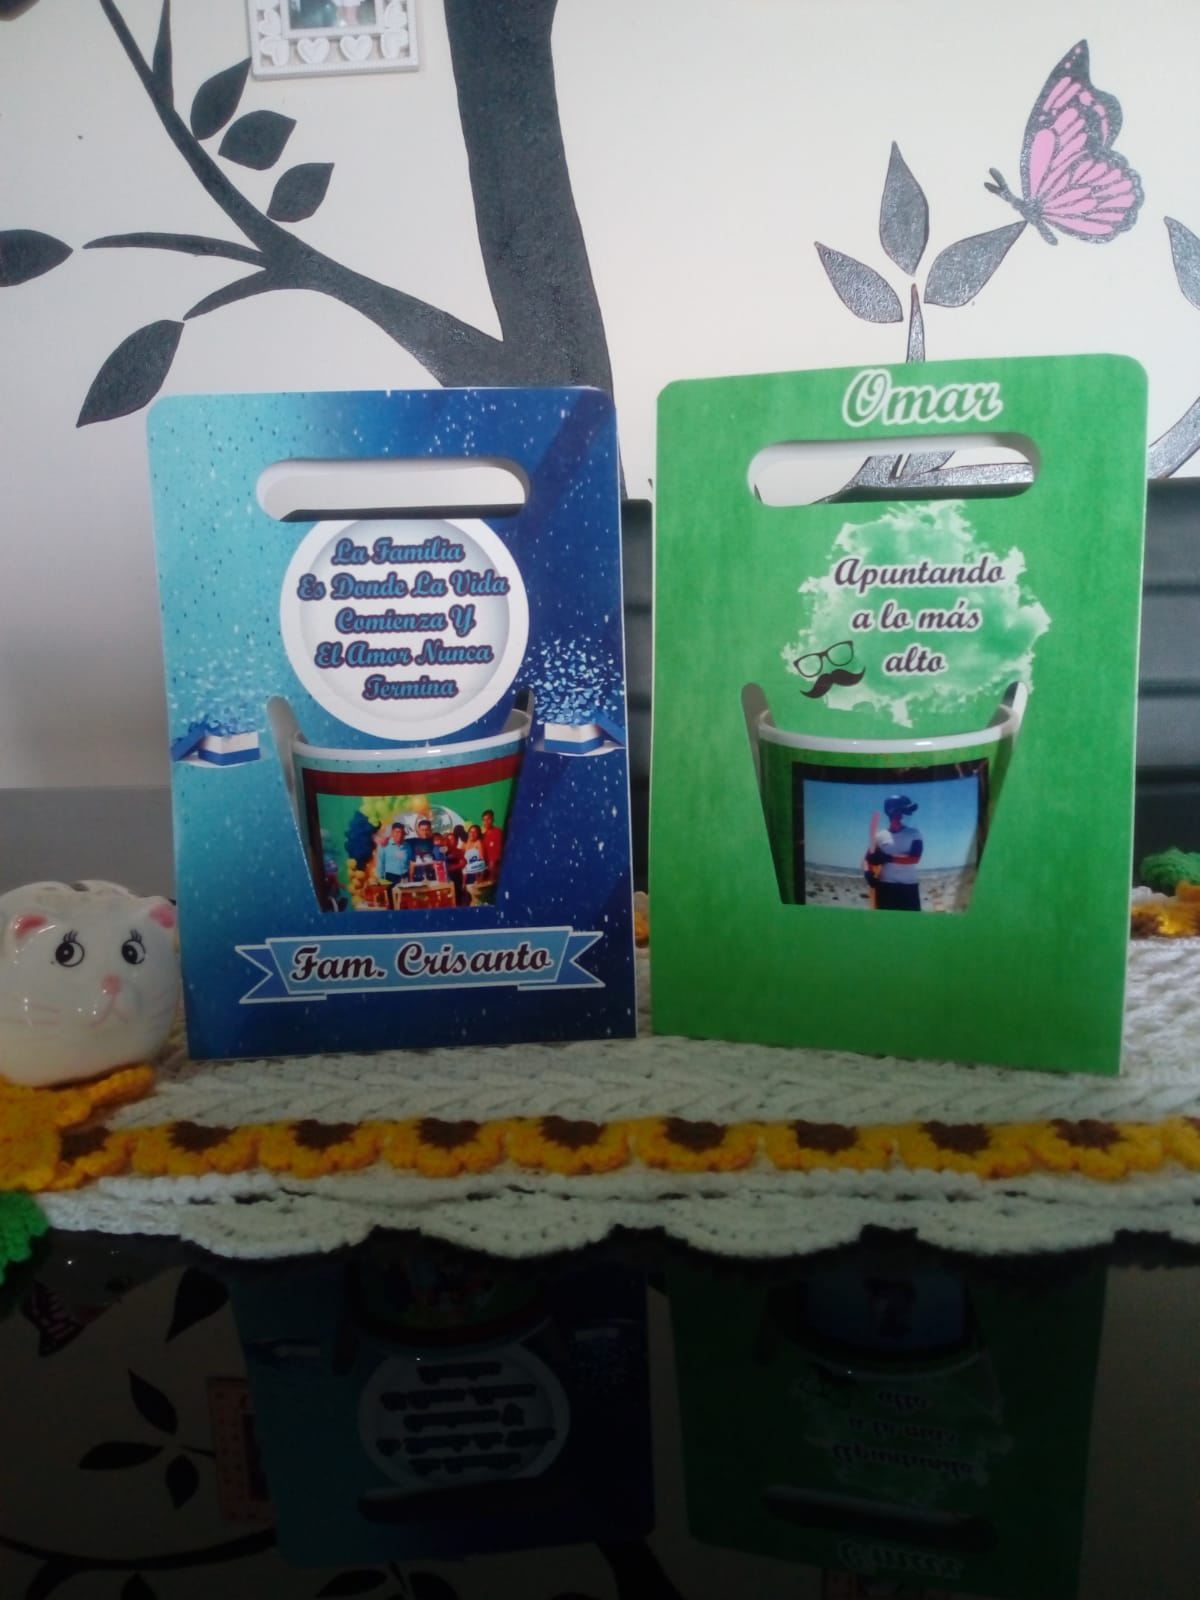 La Familia
Es Donde La Vida
Comienza Y
El Amor Nunca
Termina
Fam. Crisanto
Omar
Apuntando
a lo más
alto